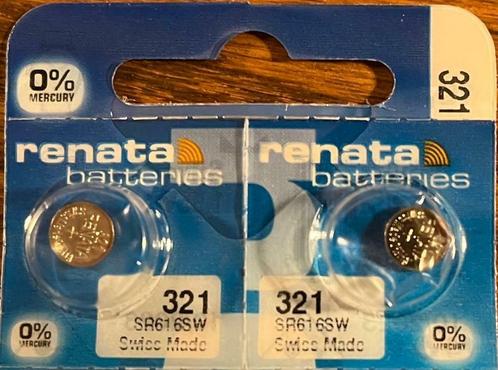 0%
MERCURY
321
renata
batteries
321
SR616SW
Swiss Made
0%
MERCURY
renata
batteries
321
SR616SW
Swiss Made
0%
MERCURY